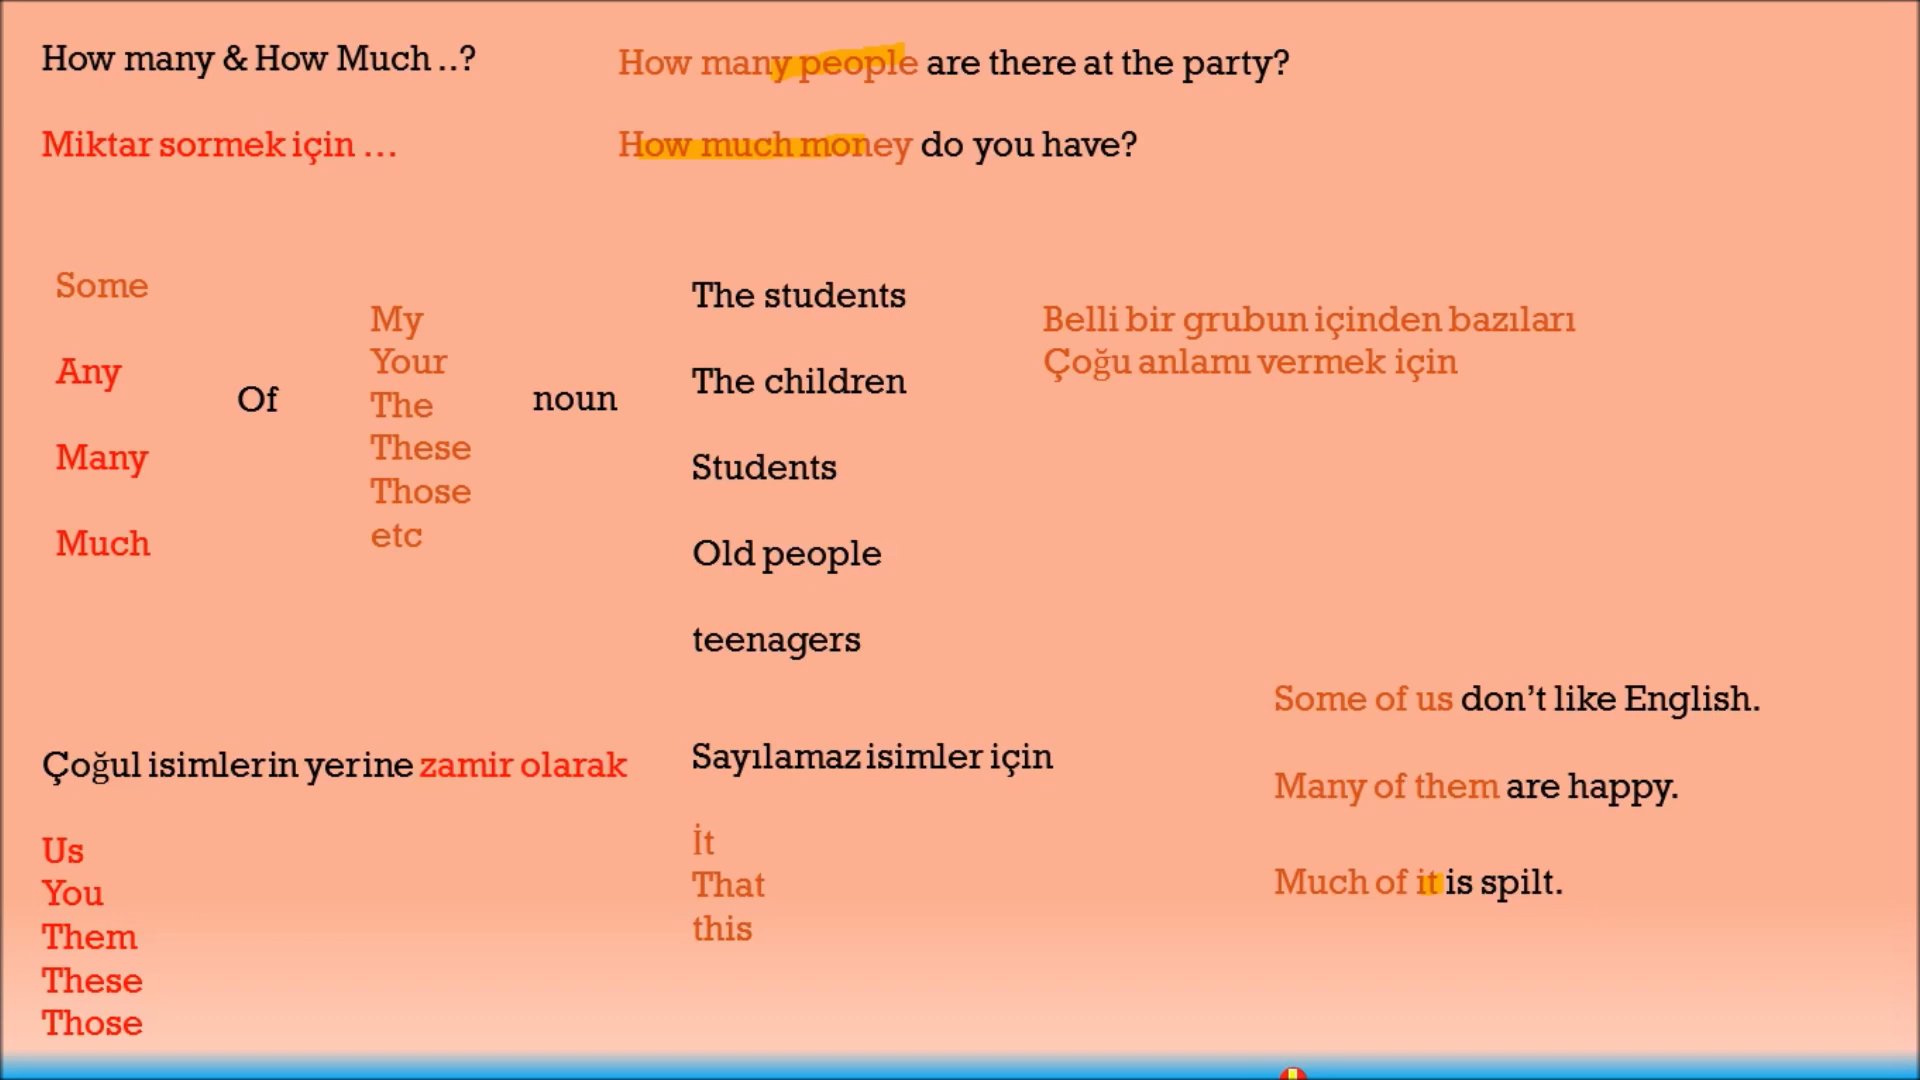 How many & How Much ..?
Miktar sormek için ...
How many people are there at the party?
How much money do you have?
Some
Any
Many
Much
Of
My
Your
The
These
Those
etc
noun
The students
The children
Students
Old people
teenagers
Belli bir grubun içinden bazıları
Çoğu anlamı vermek için
Çoğul isimlerin yerine zamir olarak
Us
You
Them
These
Those
Sayılamaz isimler için
İt
That
this
Some of us don't like English.
Many of them are happy.
Much of it is spilt.